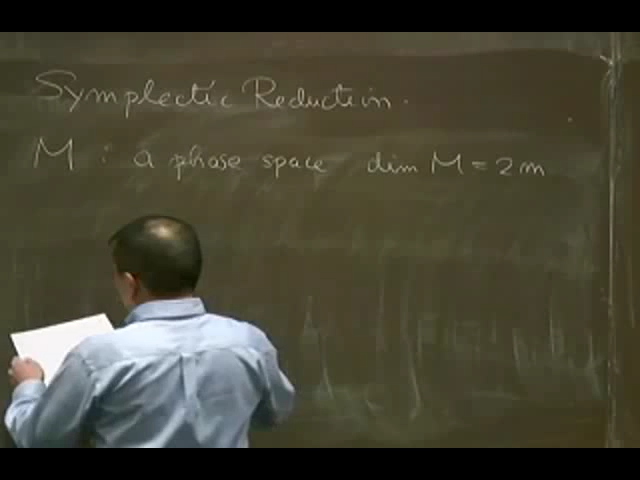 Symplectic Reduction.
M : a phase space dim M = 2m